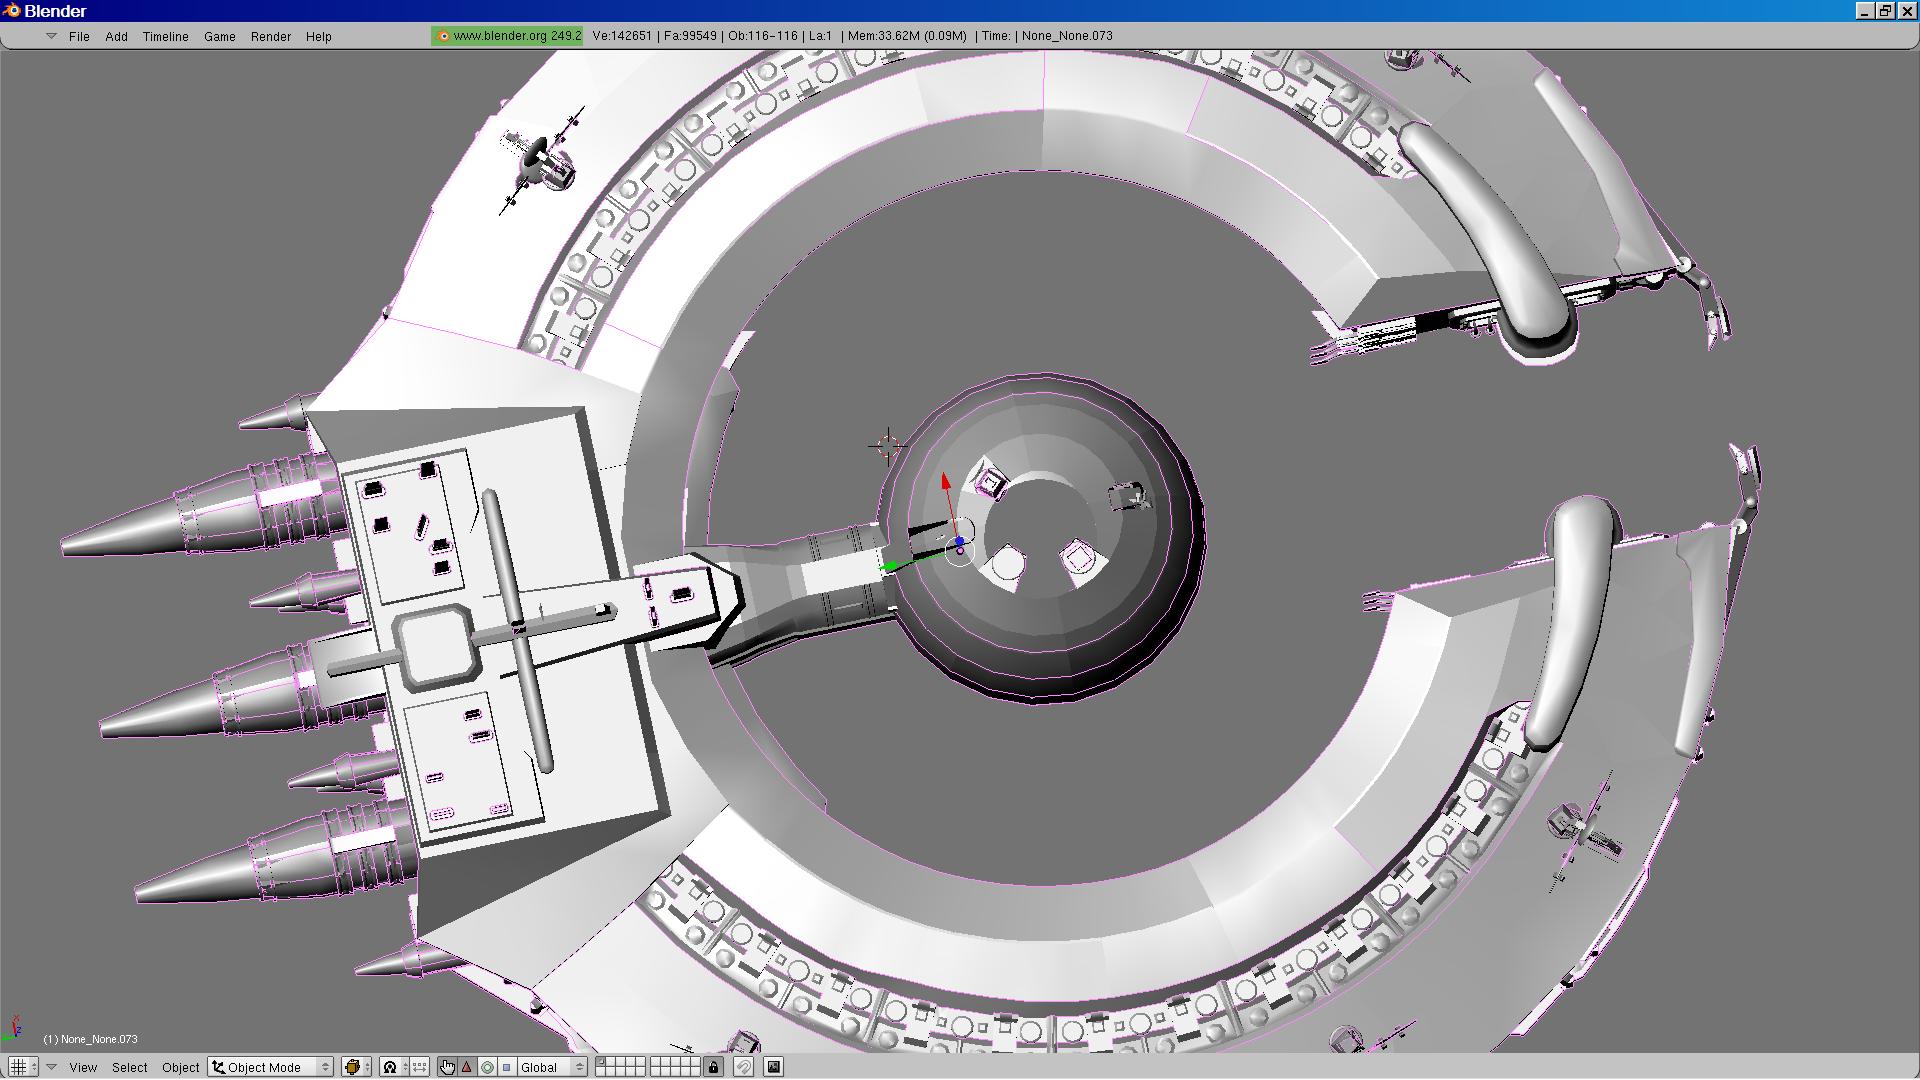 Blender
File Add Timeline Game Render Help www.blender.org 249.2 Ve:142651 | Fa:99549 | Ob:116-116 | La:1 | Mem:33.62M (0.09M) | Time: | None_None.073
X
Z
(1) None_None.073
View Select Object Object Mode Global